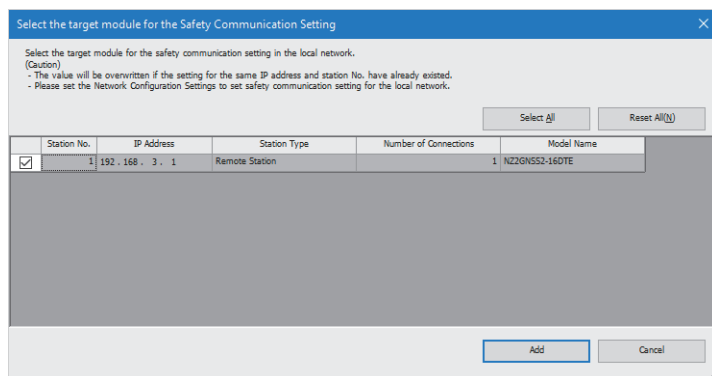 Select the target module for the Safety Communication Setting
Select the target module for the safety communication setting in the local network.
(Caution)
- The value will be overwritten if the setting for the same IP address and station No. have already existed.
- Please set the Network Configuration Settings to set safety communication setting for the local network.
Select All Reset All(N)
Station No. IP Address Station Type Number of Connections Model Name
1 192 . 168 . 3 . 1 Remote Station 1 NZ2GNSS2-16DTE
Add Cancel